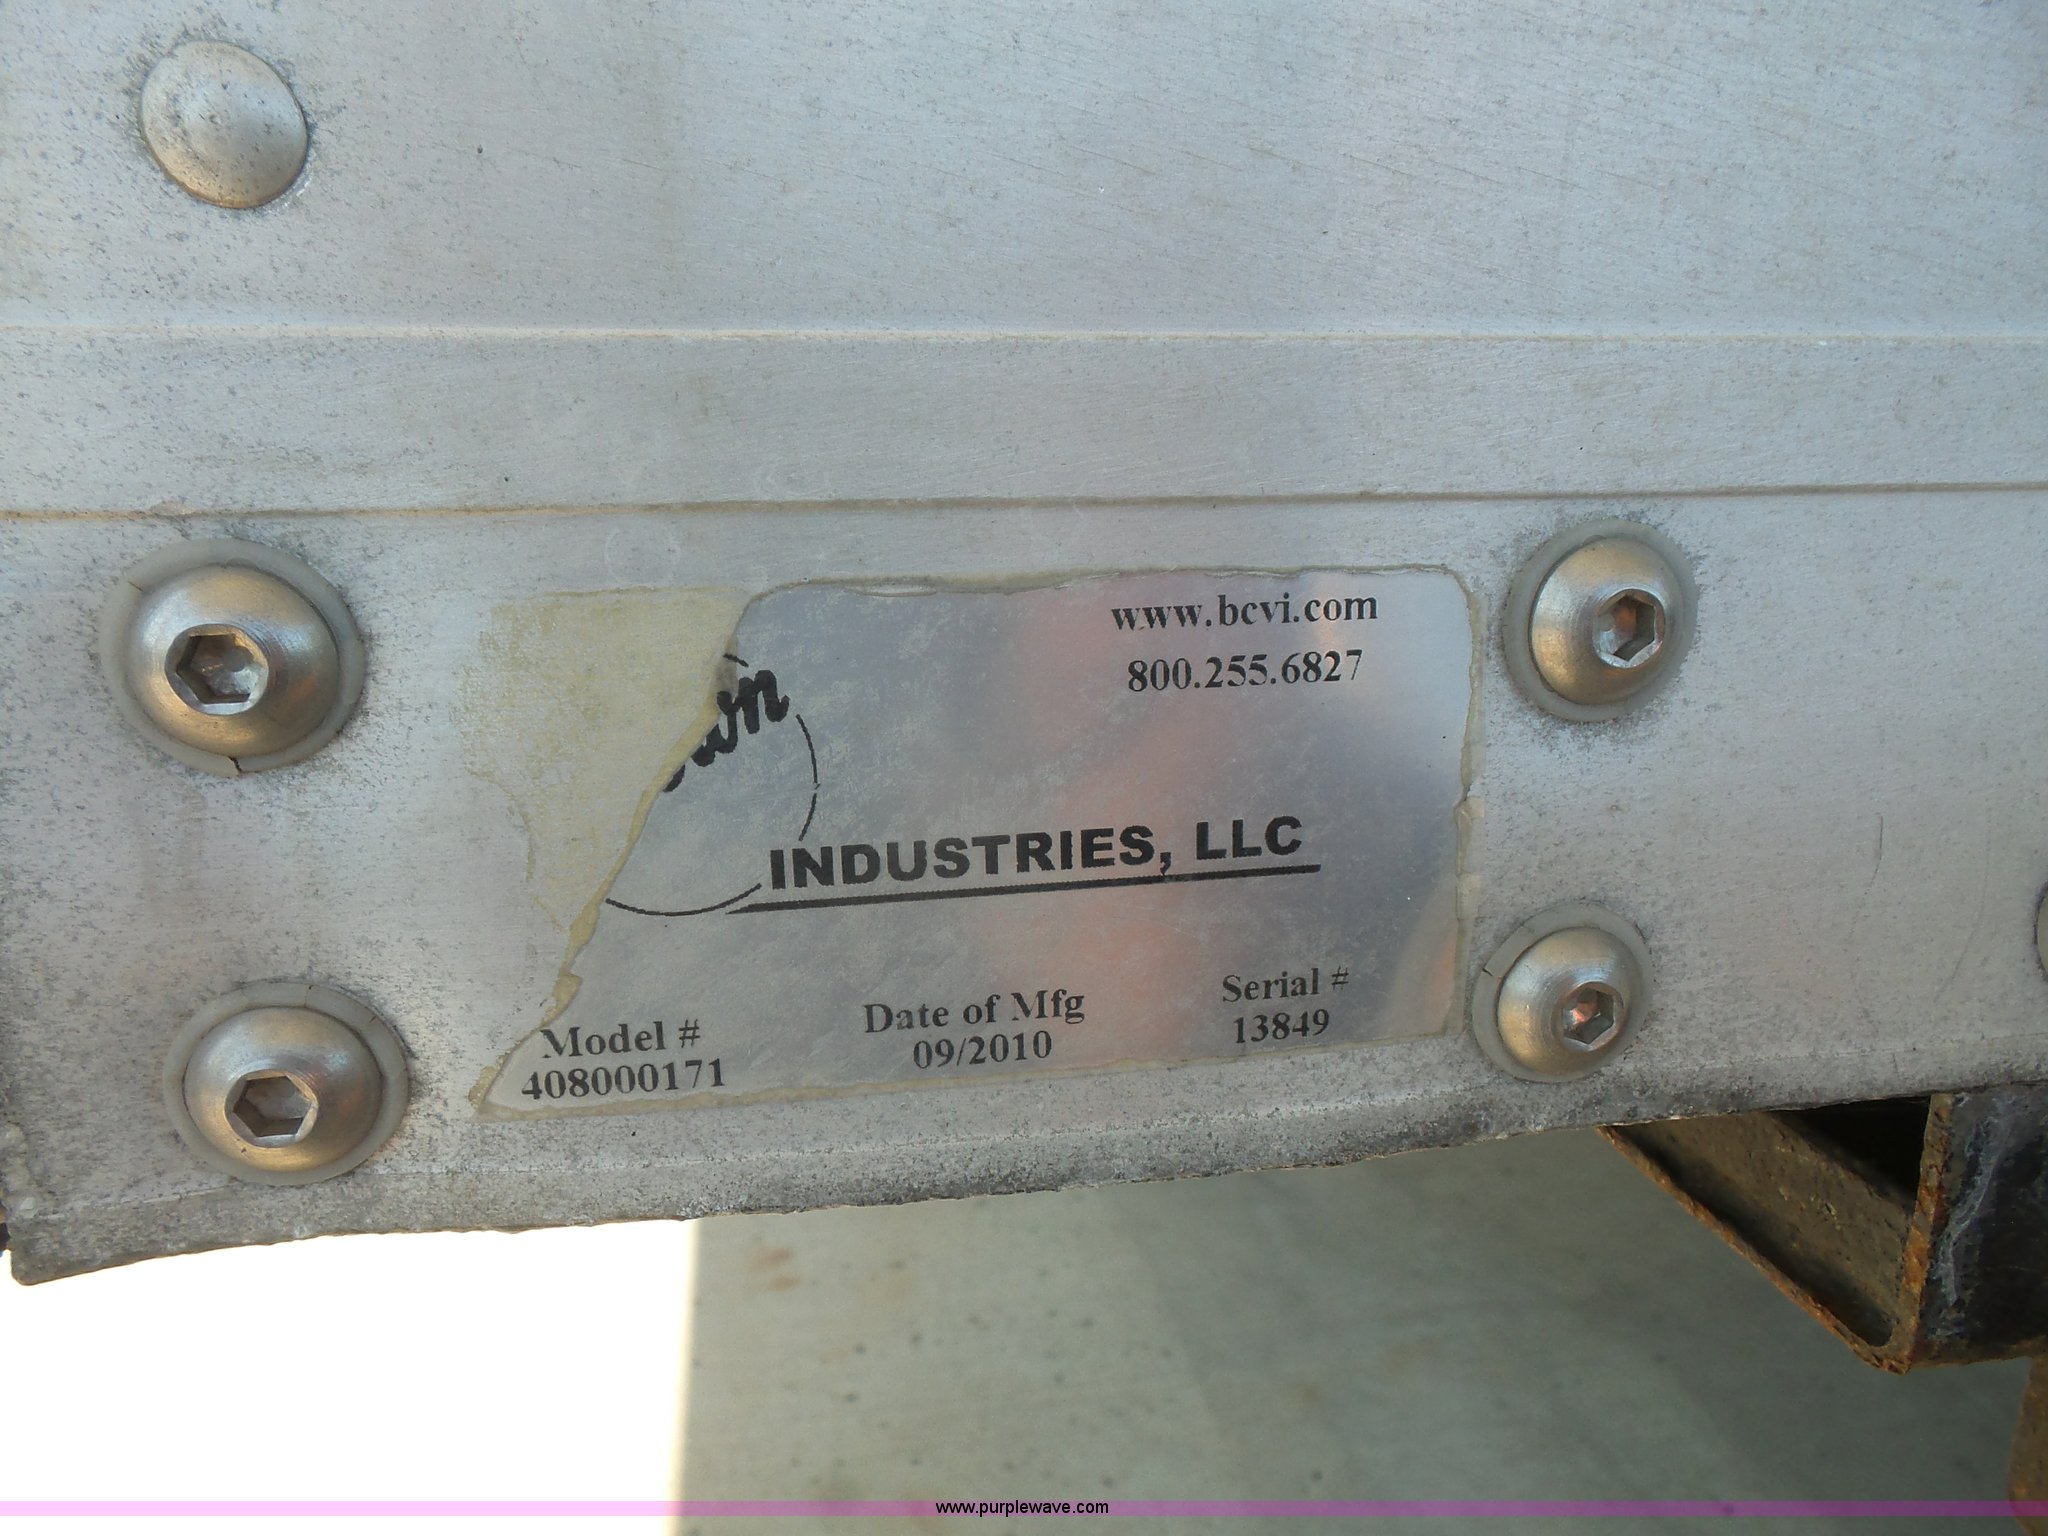 www.bcvi.com
800.255.6827
INDUSTRIES, LLC
Model #
408000171
Date of Mfg
09/2010
Serial #
13849
www.purplewave.com